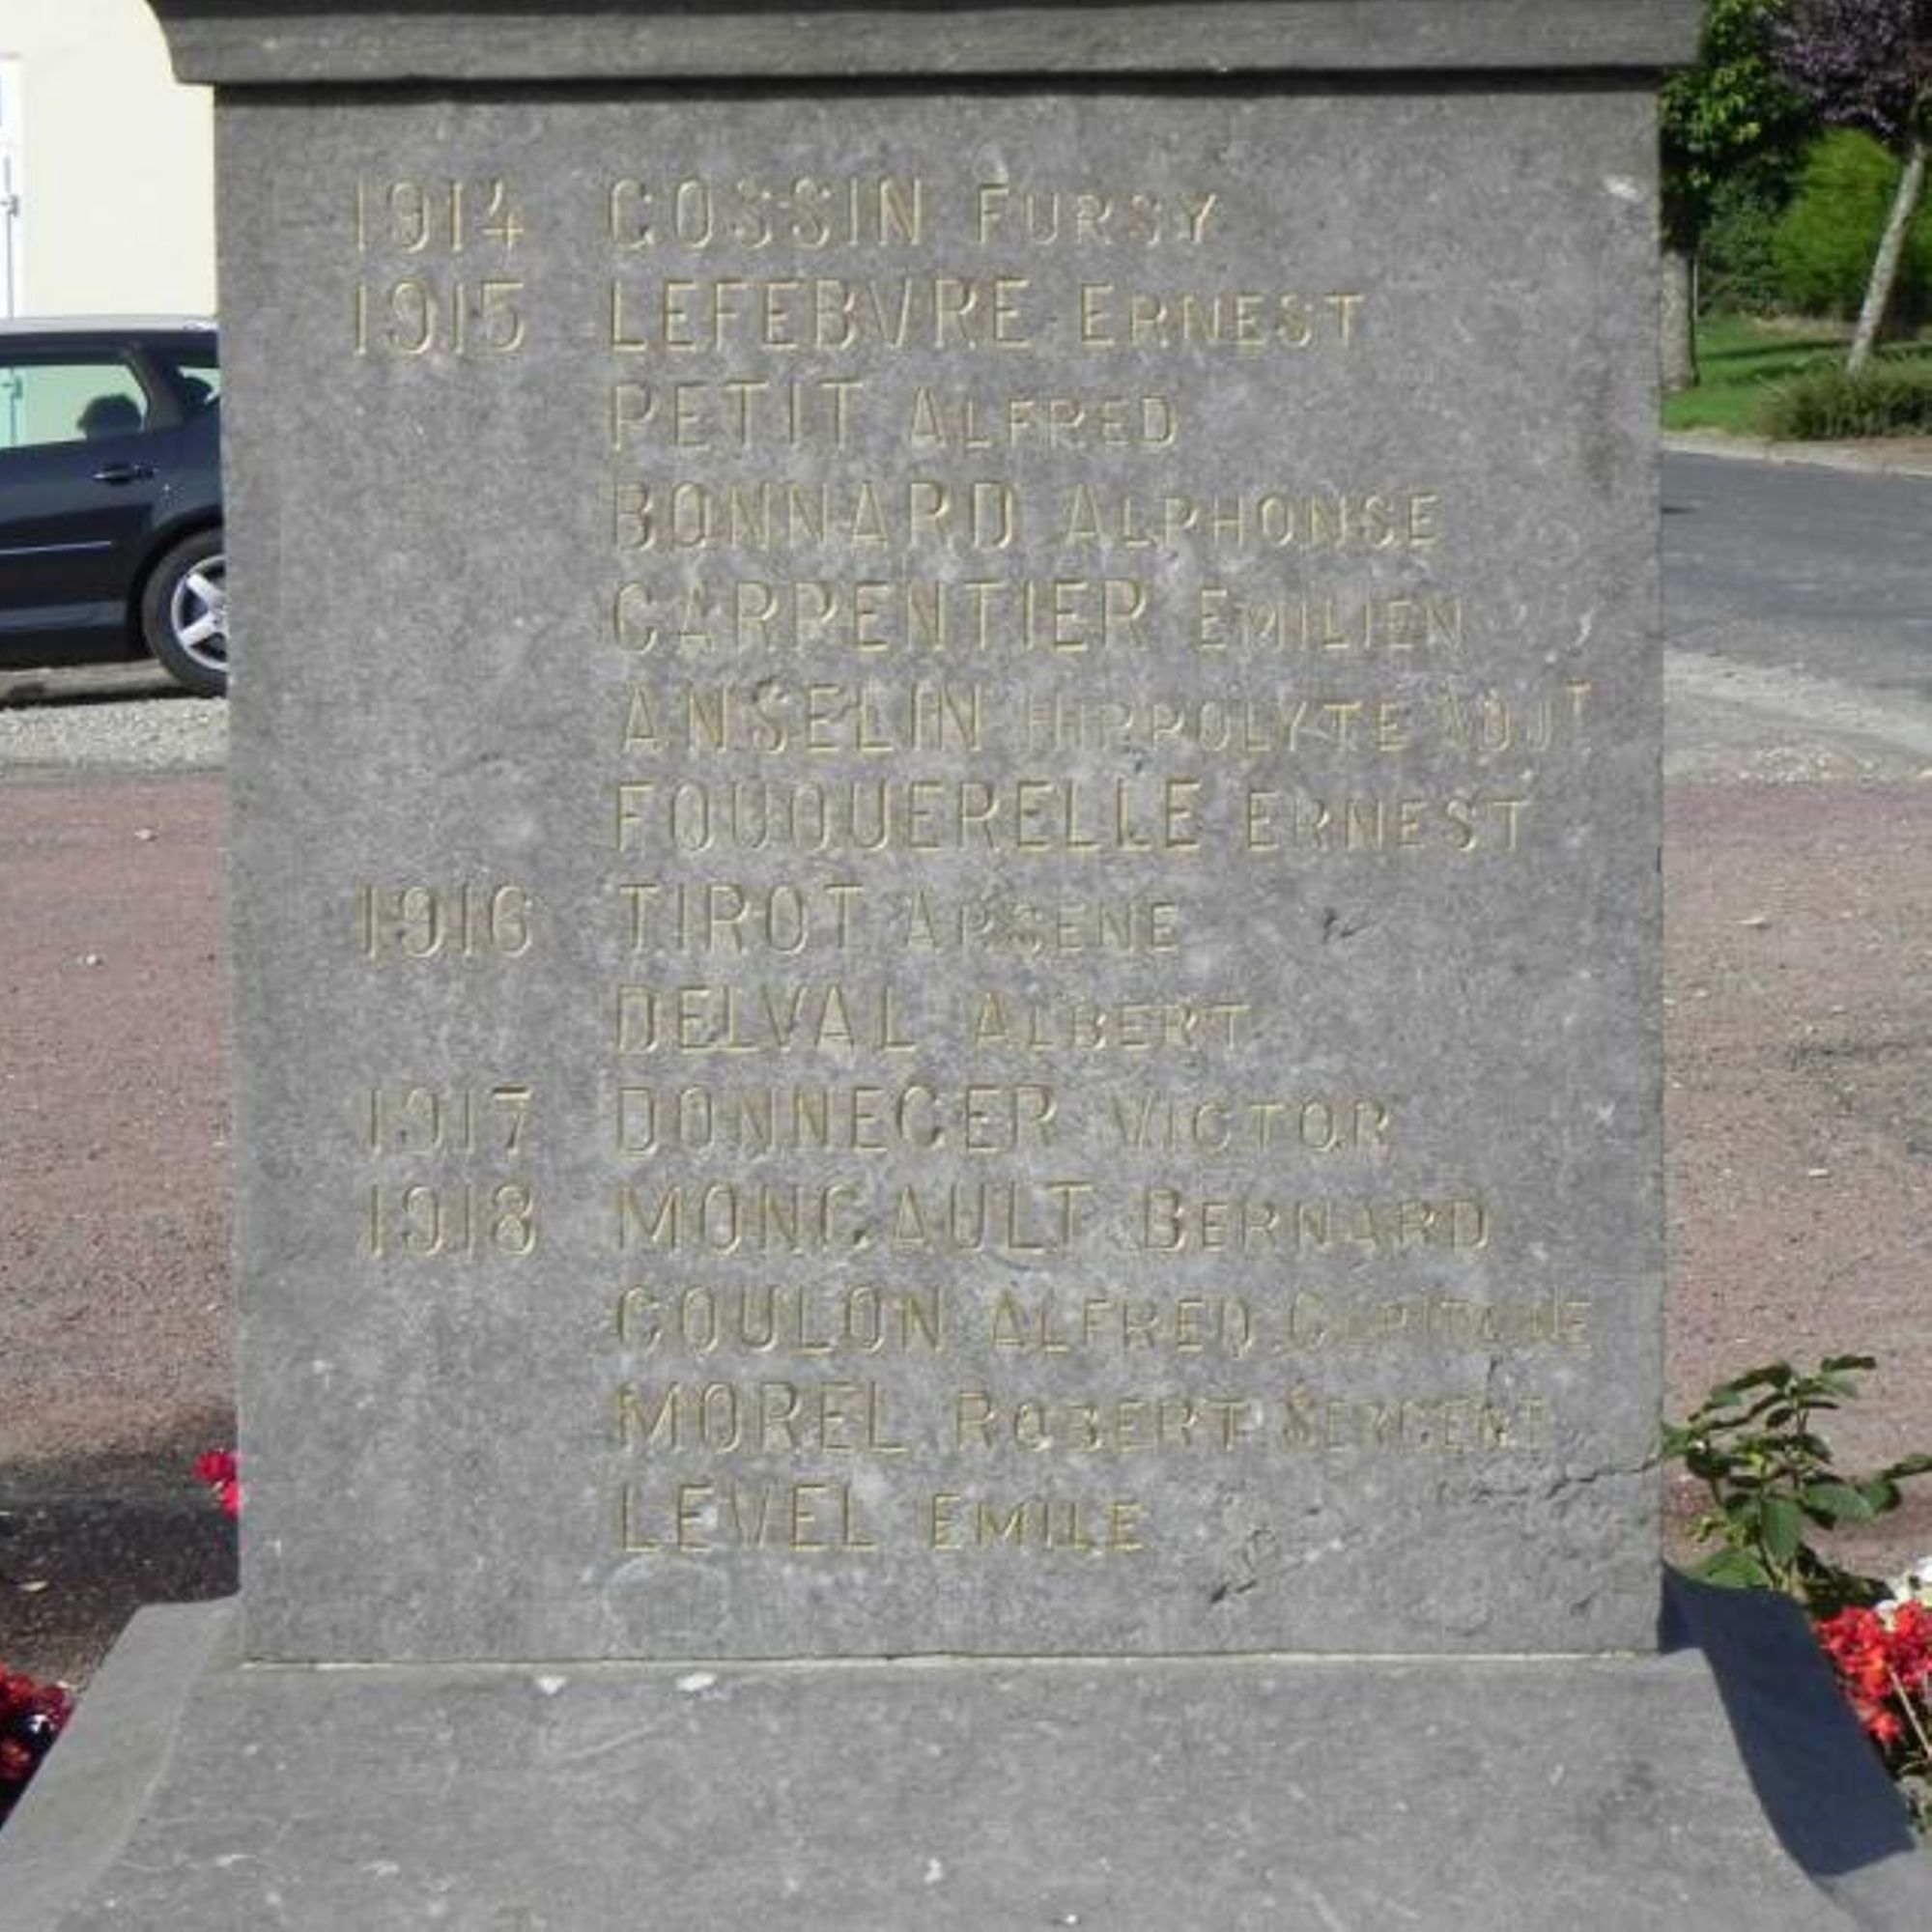 1914 COSSIN FURSY
1915 LEFEBVRE ERNEST
PETIT ALFRED
BONNARD ALPHONSE
CARPENTIER EMILIEN
ANSELIN HIPPOLYTE ADJT
FOUQUERELLE ERNEST
1916 TIROT ARSENE
DELVAL ALBERT
1917 DONNEGER VICTOR
1918 MONCAULT BERNARD
COULON ALFRED CAPITAINE
MOREL ROBERT SERGENT
LEVEL EMILE